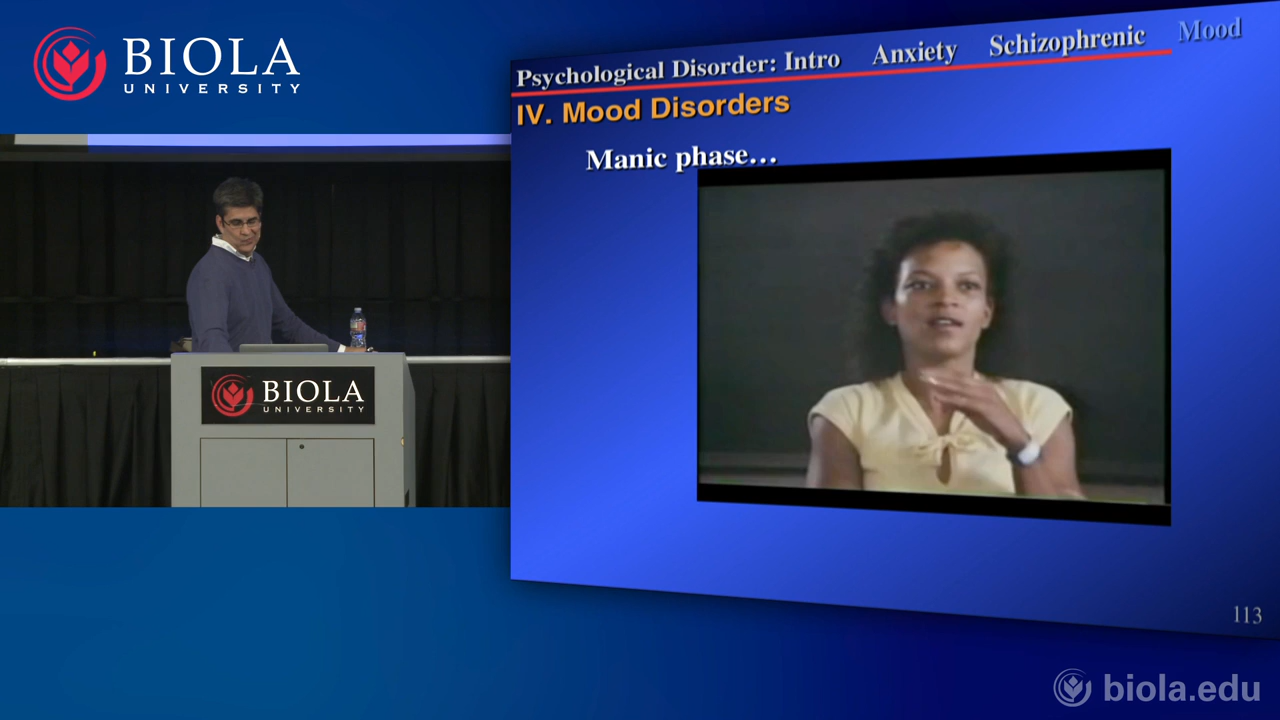 BIOLA
UNIVERSITY
Psychological Disorder: Intro Anxiety Schizophrenic Mood
IV. Mood Disorders
Manic phase…
BIOLA
UNIVERSITY
113
biola.edu